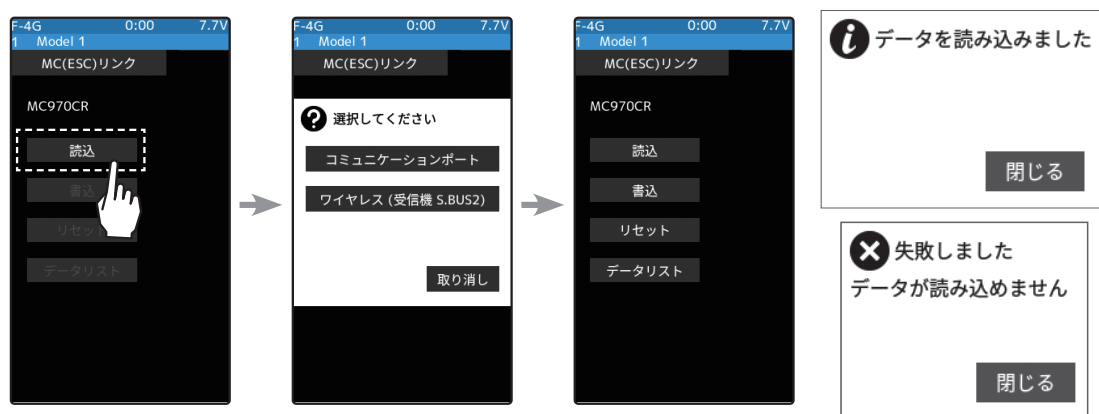 F-4G 0:00 7.7V
1 Model 1
MC(ESC)リンク
MC970CR
読込
書込
リセット
データリスト
F-4G 0:00 7.7V
1 Model 1
MC(ESC)リンク
選択してください
コミュニケーションポート
ワイヤレス (受信機 S.BUS2)
取り消し
F-4G 0:00 7.7V
1 Model 1
MC(ESC)リンク
MC970CR
読込
書込
リセット
データリスト
データを読み込みました
閉じる
失敗しました
データが読み込めません
閉じる